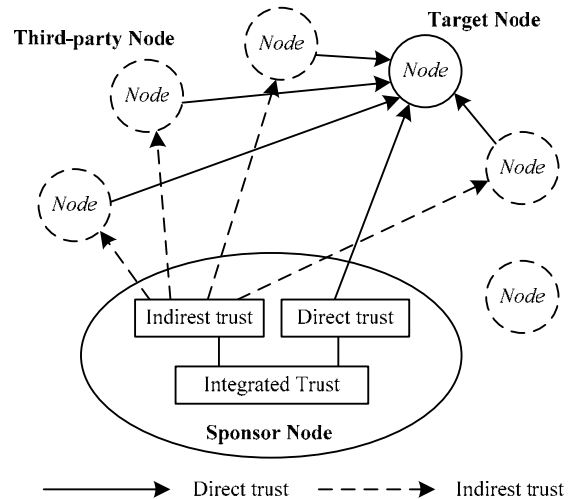 Target Node
Third-party Node
Node
Node
Node
Node
Node
Node
Indirest trust
Direct trust
Integrated Trust
Sponsor Node
Node
Direct trust
Indirest trust